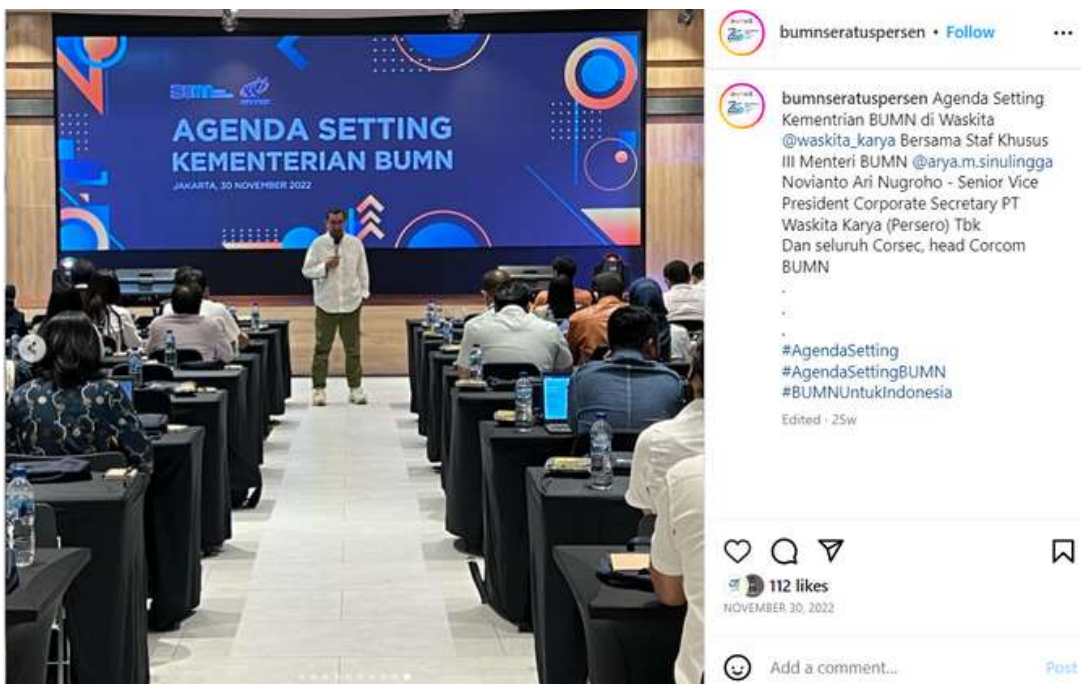 AGENDA SETTING
KEMENTERIAN BUMN
JAKARTA, 30 NOVEMBER 2022
bumnseratuspersen • Follow
bumnseratuspersen Agenda Setting
Kementrian BUMN di Waskita
@waskita_karya Bersama Staf Khusus
III Menteri BUMN @arya.m.sinulingga
Novianto Ari Nugroho - Senior Vice
President Corporate Secretary PT
Waskita Karya (Persero) Tbk
Dan seluruh Corsec, head Corcom
BUMN
.
.
.
#AgendaSetting
#AgendaSettingBUMN
#BUMNUntukIndonesia
Edited · 25w
112 likes
NOVEMBER 30, 2022
Add a comment...
Post